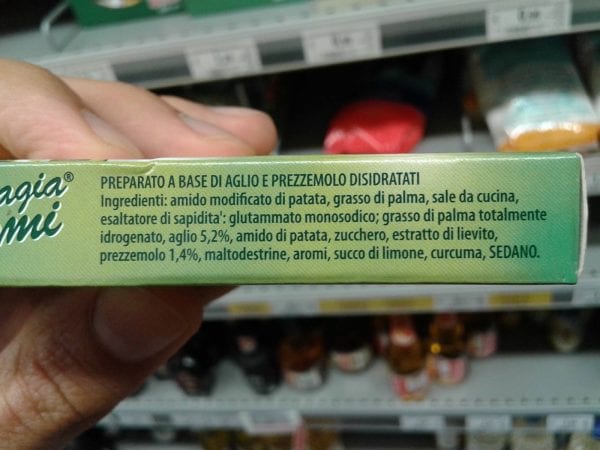 agia®
mi
PREPARATO A BASE DI AGLIO E PREZZEMOLO DISIDRATATI
Ingredienti: amido modificato di patata, grasso di palma, sale da cucina,
esaltatore di sapidita': glutammato monosodico; grasso di palma totalmente
idrogenato, aglio 5,2%, amido di patata, zucchero, estratto di lievito,
prezzemolo 1,4%, maltodestrine, aromi, succo di limone, curcuma, SEDANO.